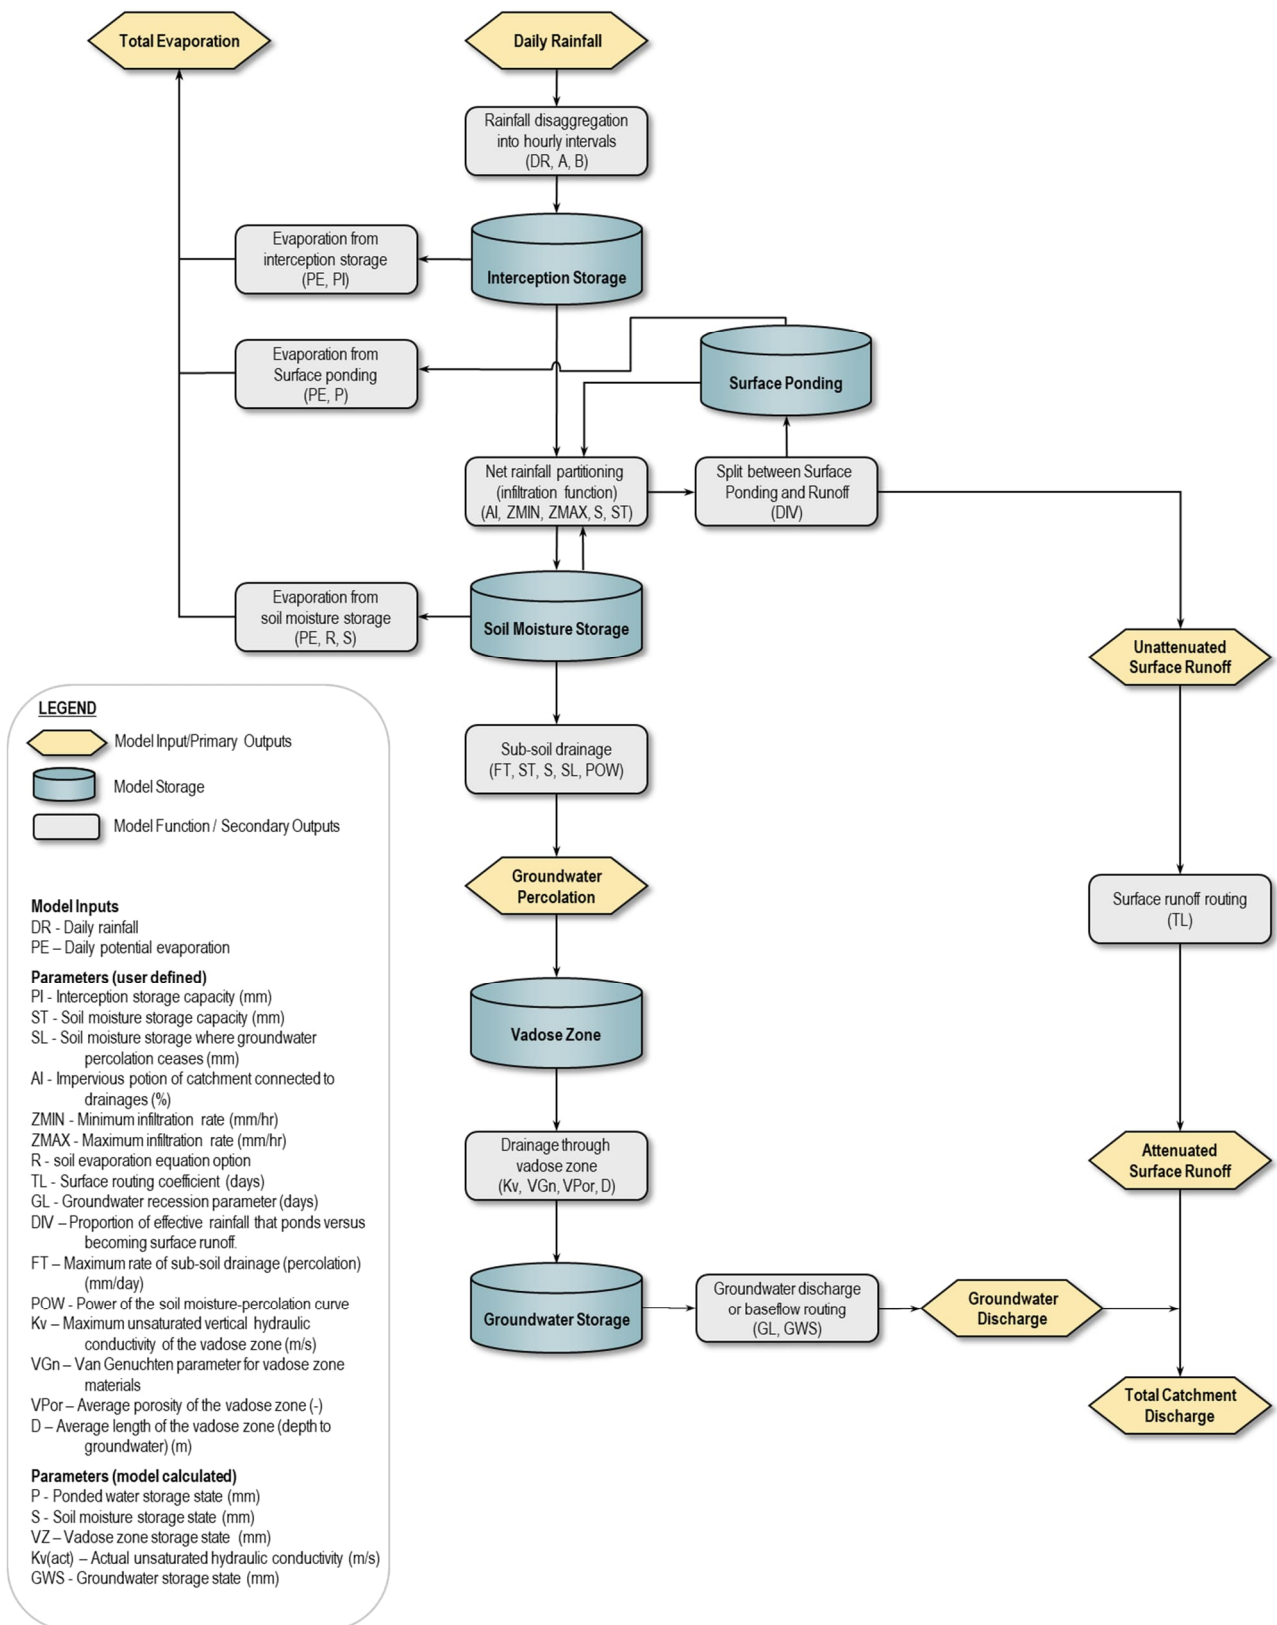 Total Evaporation
Daily Rainfall
Rainfall disaggregation
into hourly intervals
(DR, A, B)
Evaporation from
interception storage
(PE, PI)
Interception Storage
Evaporation from
Surface ponding
(PE, P)
Surface Ponding
Net rainfall partitioning
(infiltration function)
(AI, ZMIN, ZMAX, S, ST)
Split between Surface
Ponding and Runoff
(DIV)
Evaporation from
soil moisture storage
(PE, R, S)
Soil Moisture Storage
Unattenuated
Surface Runoff
Sub-soil drainage
(FT, ST, S, SL, POW)
Groundwater
Percolation
Surface runoff routing
(TL)
Vadose Zone
Drainage through
vadose zone
(Kv, VGn, VPor, D)
Attenuated
Surface Runoff
Groundwater Storage
Groundwater discharge
or baseflow routing
(GL, GWS)
Groundwater
Discharge
Total Catchment
Discharge
LEGEND
Model Input/Primary Outputs
Model Storage
Model Function / Secondary Outputs
Model Inputs
DR - Daily rainfall
PE – Daily potential evaporation
Parameters (user defined)
PI - Interception storage capacity (mm)
ST - Soil moisture storage capacity (mm)
SL - Soil moisture storage where groundwater
percolation ceases (mm)
AI - Impervious potion of catchment connected to
drainages (%)
ZMIN - Minimum infiltration rate (mm/hr)
ZMAX - Maximum infiltration rate (mm/hr)
R - soil evaporation equation option
TL - Surface routing coefficient (days)
GL - Groundwater recession parameter (days)
DIV – Proportion of effective rainfall that ponds versus
becoming surface runoff.
FT – Maximum rate of sub-soil drainage (percolation)
(mm/day)
POW - Power of the soil moisture-percolation curve
Kv – Maximum unsaturated vertical hydraulic
conductivity of the vadose zone (m/s)
VGn – Van Genuchten parameter for vadose zone
materials
VPor – Average porosity of the vadose zone (-)
D – Average length of the vadose zone (depth to
groundwater) (m)
Parameters (model calculated)
P - Ponded water storage state (mm)
S - Soil moisture storage state (mm)
VZ – Vadose zone storage state (mm)
Kv(act) – Actual unsaturated hydraulic conductivity (m/s)
GWS - Groundwater storage state (mm)